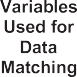 Variables
Used for
Data
Matching